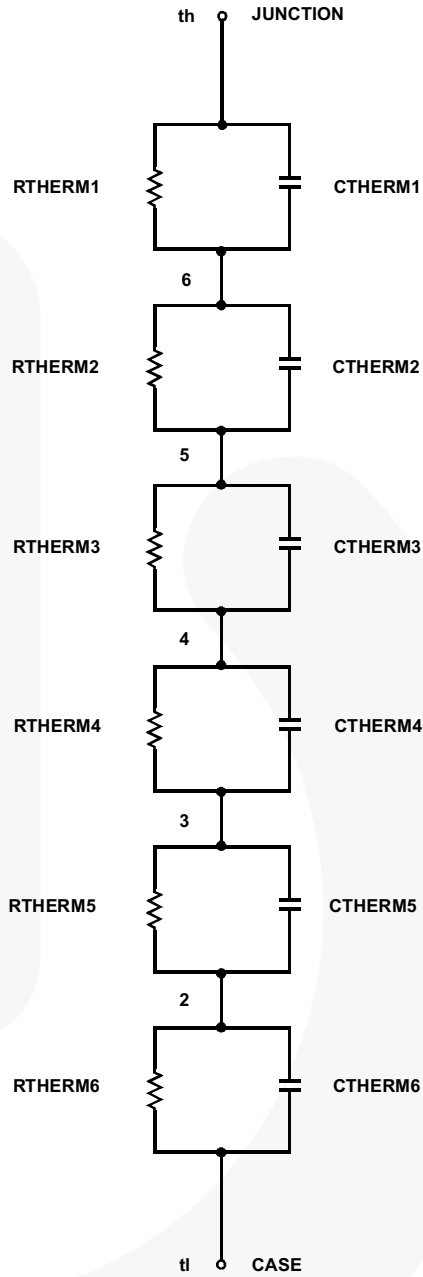 th JUNCTION
RTHERM1 CTHERM1
6
RTHERM2 CTHERM2
5
RTHERM3 CTHERM3
4
RTHERM4 CTHERM4
3
RTHERM5 CTHERM5
2
RTHERM6 CTHERM6
tl CASE